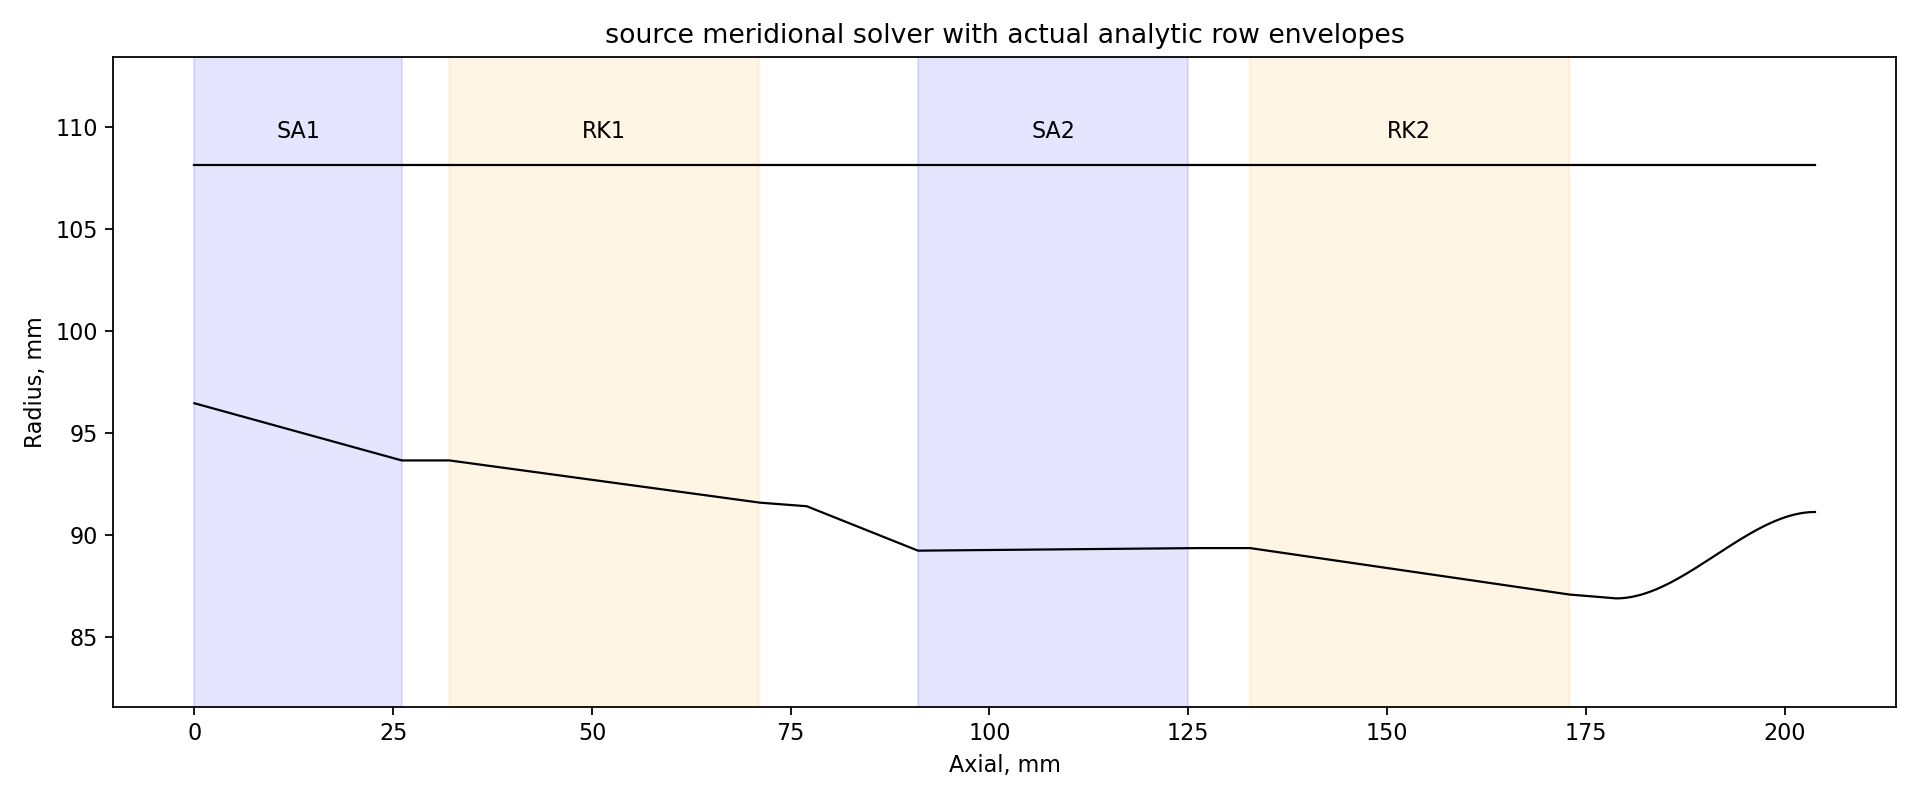 source meridional solver with actual analytic row envelopes
SA1
RK1
SA2
RK2
110
105
100
95
90
85
Radius, mm
0
25
50
75
100
125
150
175
200
Axial, mm